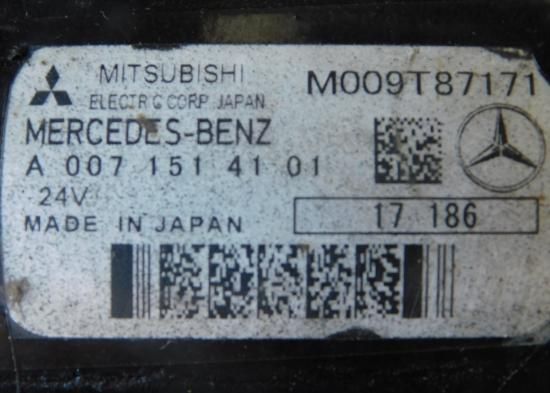 MITSUBISHI M009T87171
ELECTRIC CORP. JAPAN
MERCEDES-BENZ
A 007 151 41 01
24V
17 186
MADE IN JAPAN